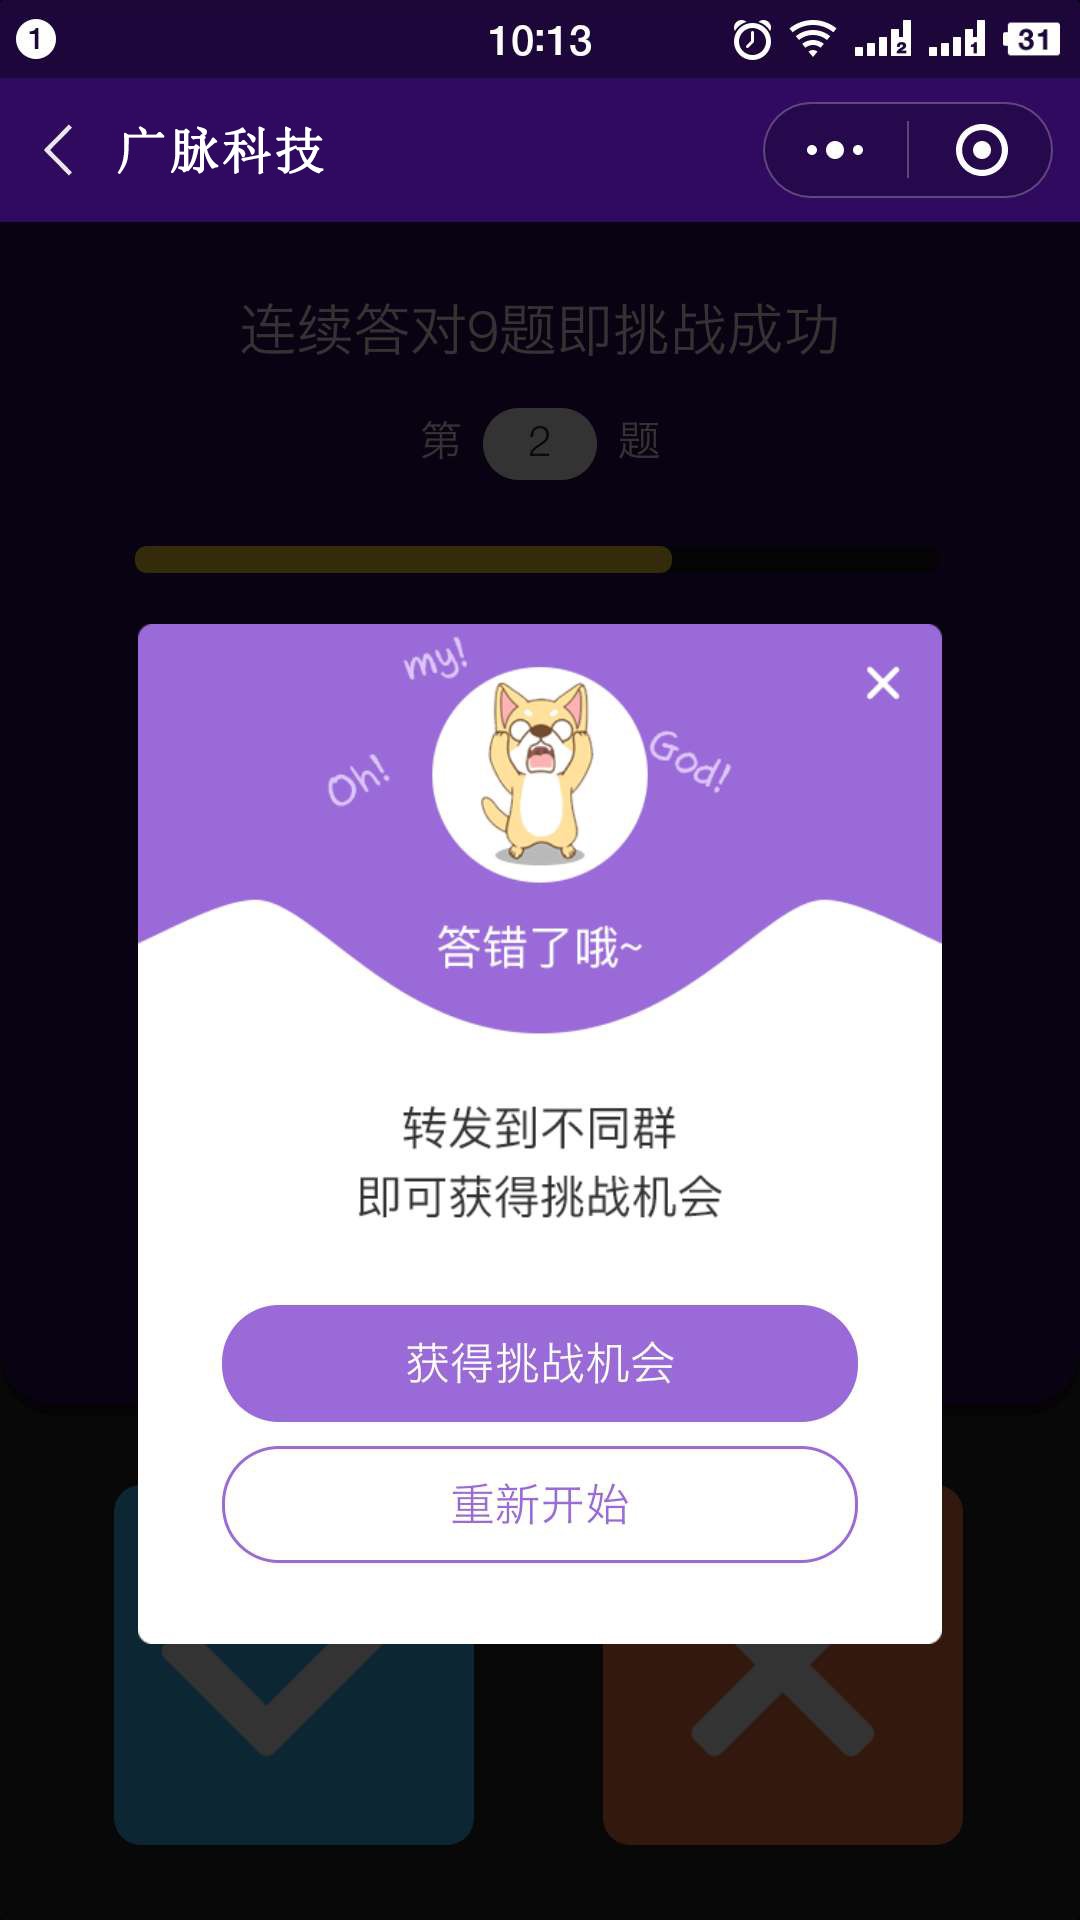 1 10:13 2 1 31
广脉科技
连续答对9题即挑战成功
第 2 题
my!
Oh!
God!
答错了哦~
转发到不同群
即可获得挑战机会
获得挑战机会
重新开始